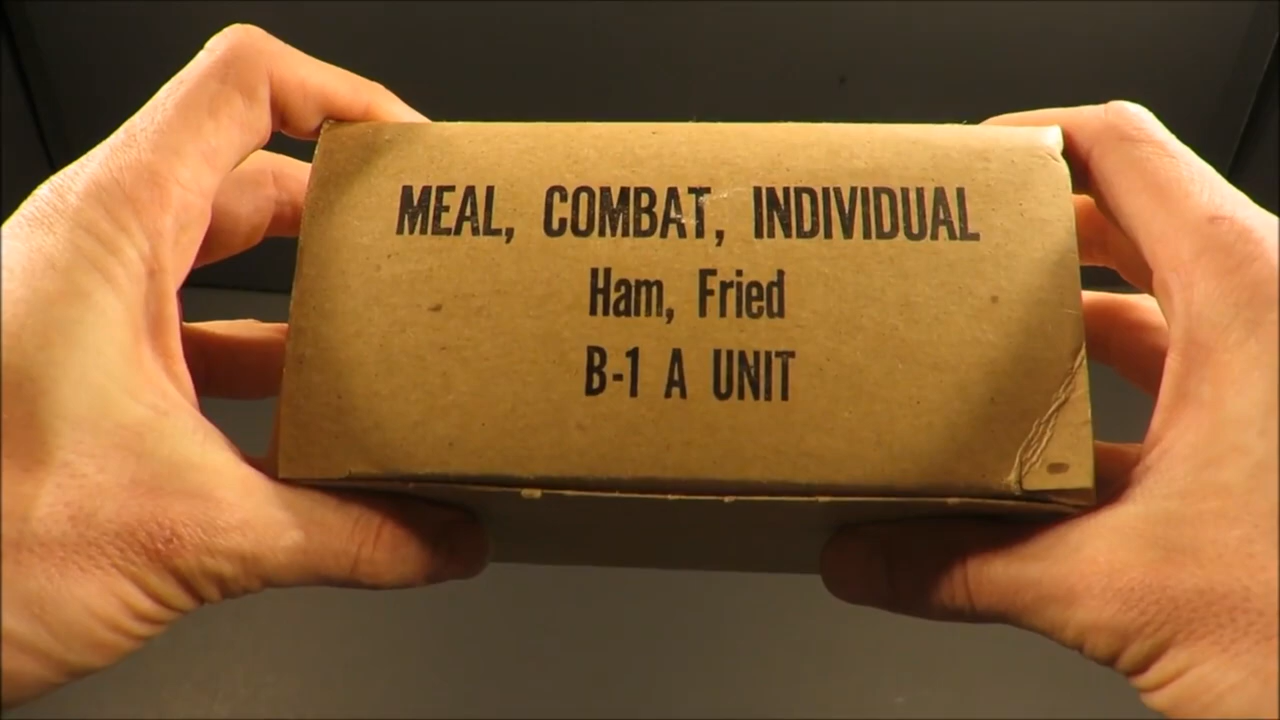 MEAL, COMBAT, INDIVIDUAL
Ham, Fried
B-1 A UNIT